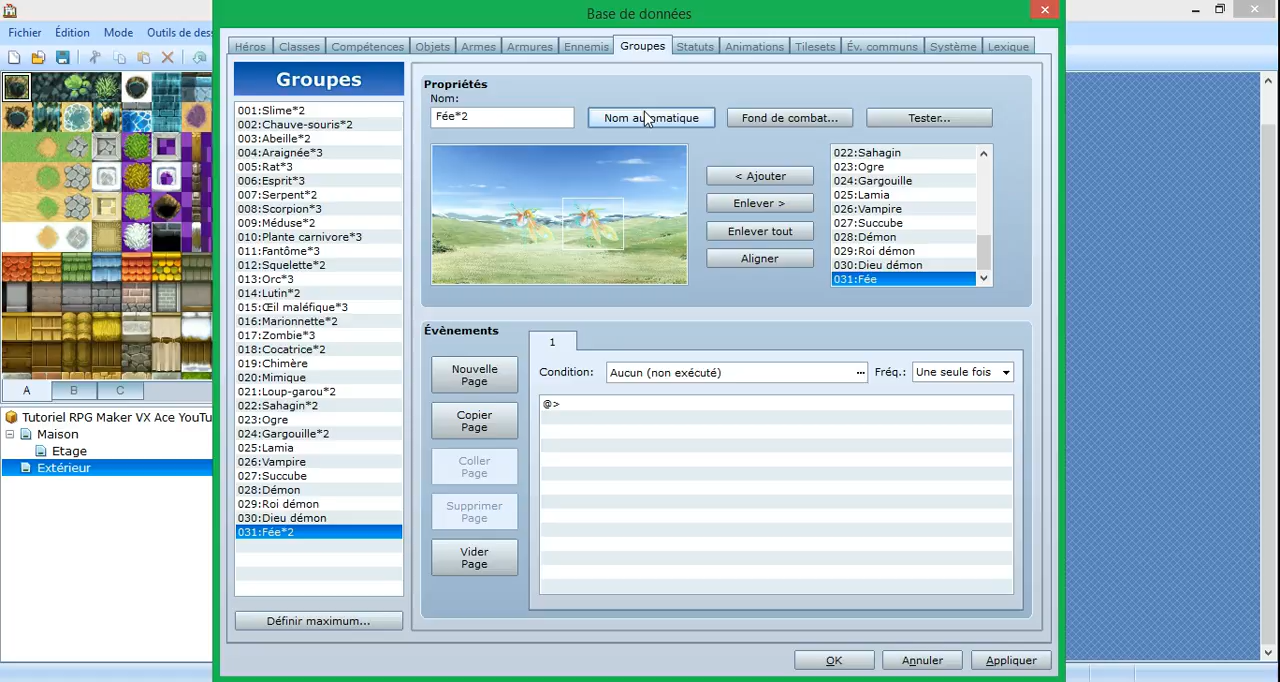 Base de données
Fichier Édition Mode Outils de des
Héros Classes Compétences Objets Armes Armures Ennemis Groupes Statuts Animations Tilesets Év. communs Système Lexique
Groupes
001:Slime*2
002:Chauve-souris*2
003:Abeille*2
004:Araignée*3
005:Rat*3
006:Esprit*3
007:Serpent*2
008:Scorpion*3
009:Méduse*2
010:Plante carnivore*3
011:Fantôme*3
012:Squelette*2
013:Orc*3
014:Lutin*2
015:Œil maléfique*3
016:Marionnette*2
017:Zombie*3
018:Cocatrice*2
019:Chimère
020:Mimique
021:Loup-garou*2
022:Sahagin*2
023:Ogre
024:Gargouille*2
025:Lamia
026:Vampire
027:Succube
028:Démon
029:Roi démon
030:Dieu démon
031:Fée*2
Définir maximum...
Propriétés
Nom:
Fée*2
Nom automatique
Fond de combat...
Tester...
< Ajouter
Enlever >
Enlever tout
Aligner
022:Sahagin
023:Ogre
024:Gargouille
025:Lamia
026:Vampire
027:Succube
028:Démon
029:Roi démon
030:Dieu démon
031:Fée
Évènements
1
Nouvelle
Page
Copier
Page
Coller
Page
Supprimer
Page
Vider
Page
Condition: Aucun (non exécuté) ... Fréq.: Une seule fois
@>
A B C
Tutoriel RPG Maker VX Ace YouTu
Maison
Etage
Extérieur
OK Annuler Appliquer